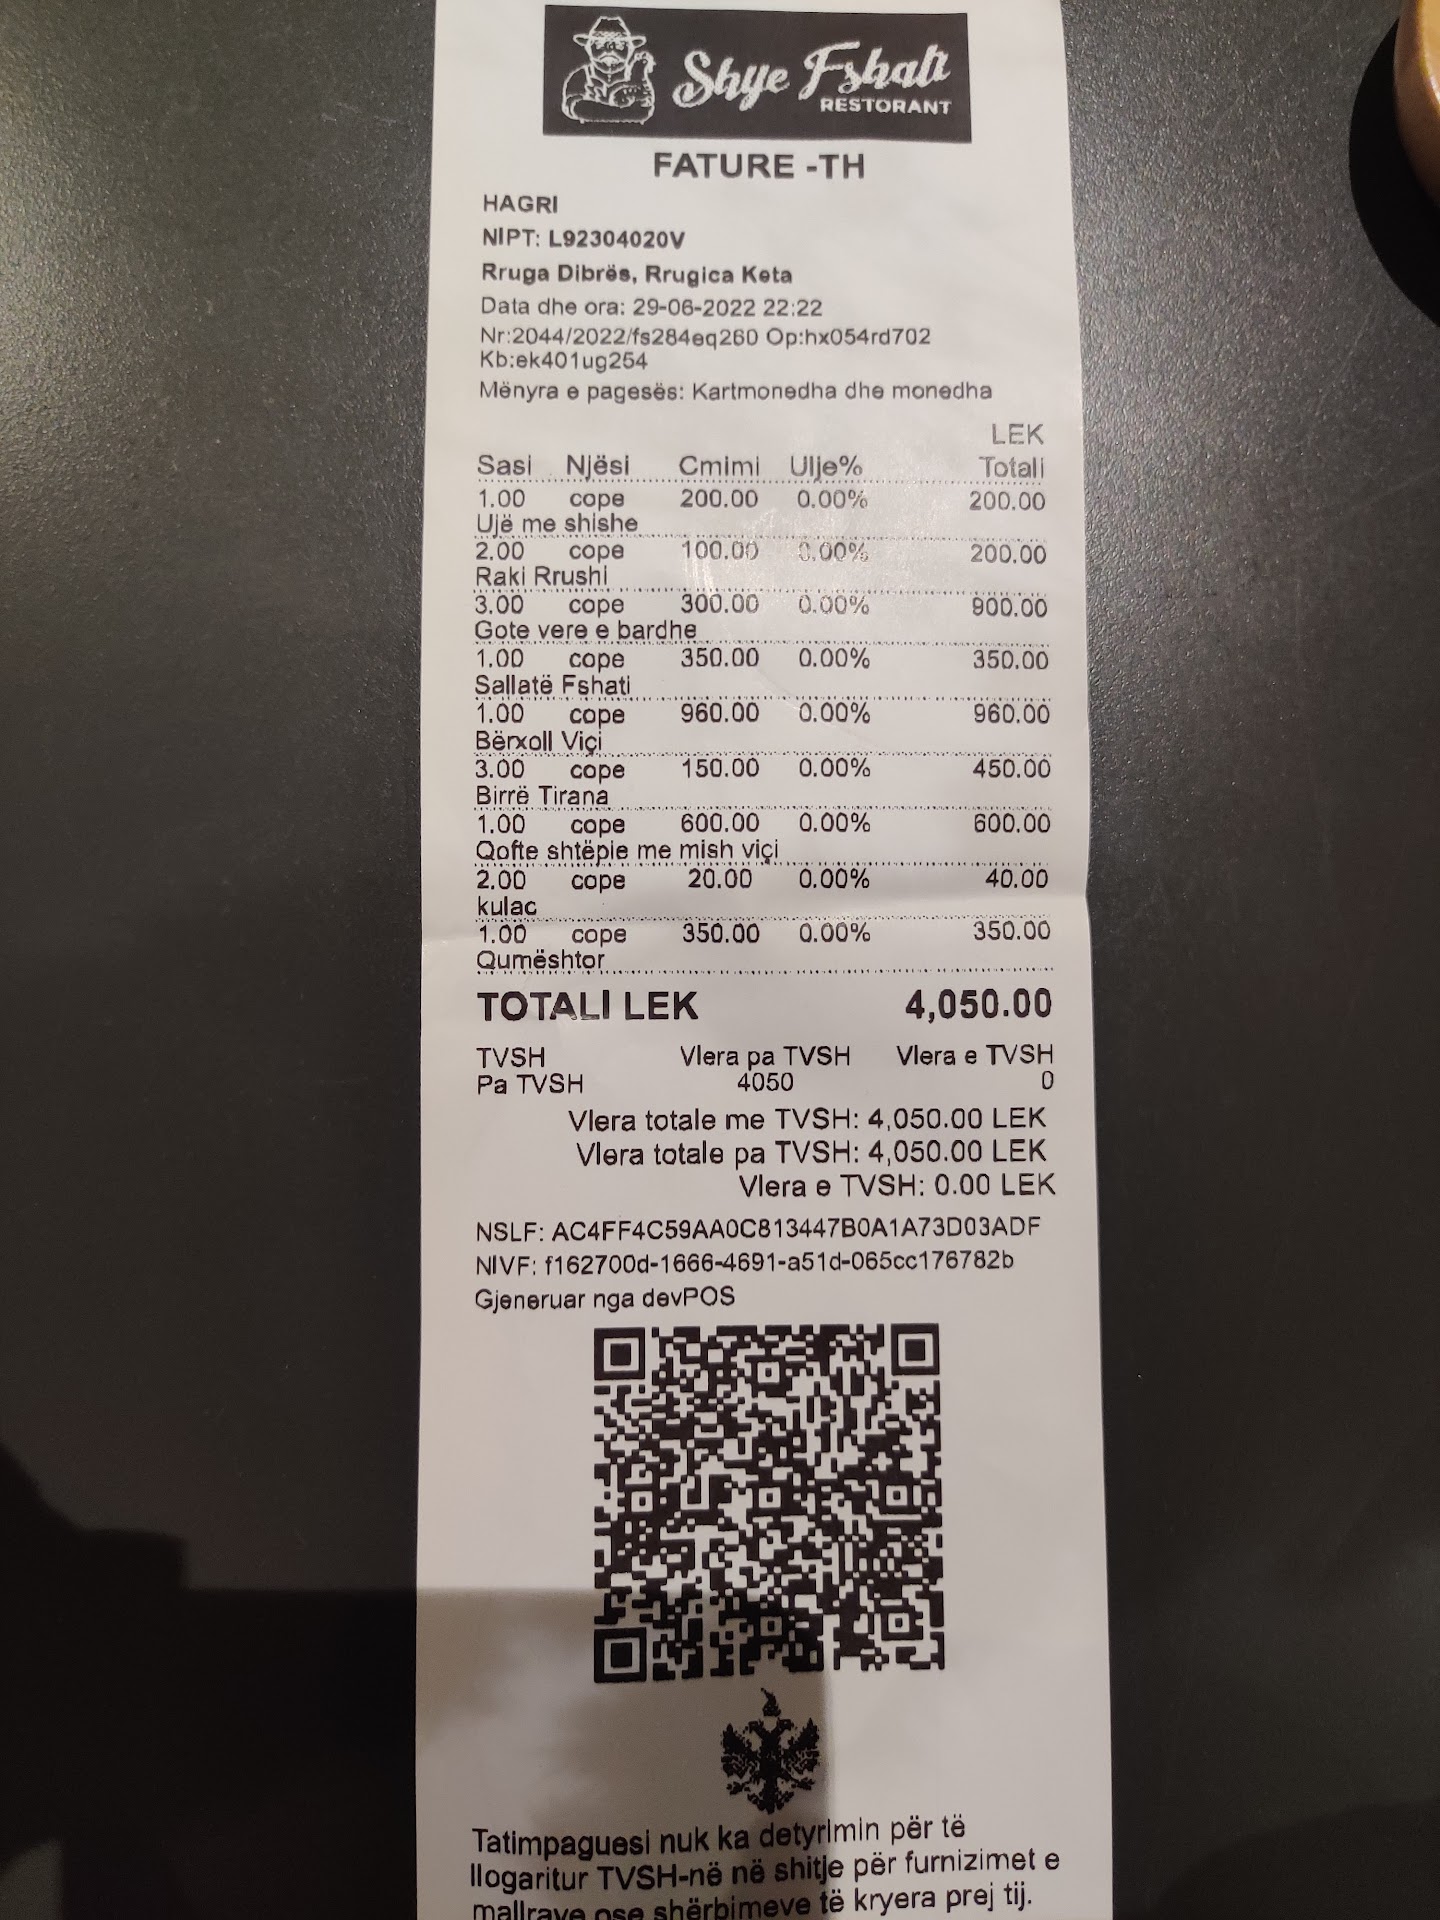 Shye Fshati
RESTORANT
FATURE -TH
HAGRI
NIPT: L92304020V
Rruga Dibrës, Rrugica Keta
Data dhe ora: 29-06-2022 22:22
Nr:2044/2022/fs284eq260 Op:hx054rd702
Kb:ek401ug254
Mënyra e pagesës: Kartmonedha dhe monedha
LEK
Sasi Njësi Cmimi Ulje% Totali
1.00 cope 200.00 0.00% 200.00
Ujë me shishe
2.00 cope 100.00 0.00% 200.00
Raki Rrushi
3.00 cope 300.00 0.00% 900.00
Gote vere e bardhe
1.00 cope 350.00 0.00% 350.00
Sallatë Fshati
1.00 cope 960.00 0.00% 960.00
Bërxoll Viçi
3.00 cope 150.00 0.00% 450.00
Birrë Tirana
1.00 cope 600.00 0.00% 600.00
Qofte shtëpie me mish viçi
2.00 cope 20.00 0.00% 40.00
kulac
1.00 cope 350.00 0.00% 350.00
Qumështor
TOTALI LEK 4,050.00
TVSH Vlera pa TVSH Vlera e TVSH
Pa TVSH 4050 0
Vlera totale me TVSH: 4,050.00 LEK
Vlera totale pa TVSH: 4,050.00 LEK
Vlera e TVSH: 0.00 LEK
NSLF: AC4FF4C59AA0C813447B0A1A73D03ADF
NIVF: f162700d-1666-4691-a51d-065cc176782b
Gjeneruar nga devPOS
Tatimpaguesi nuk ka detyrimin për të
llogaritur TVSH-në në shitje për furnizimet e
mallrave ose shërbimeve të kryera prej tij.